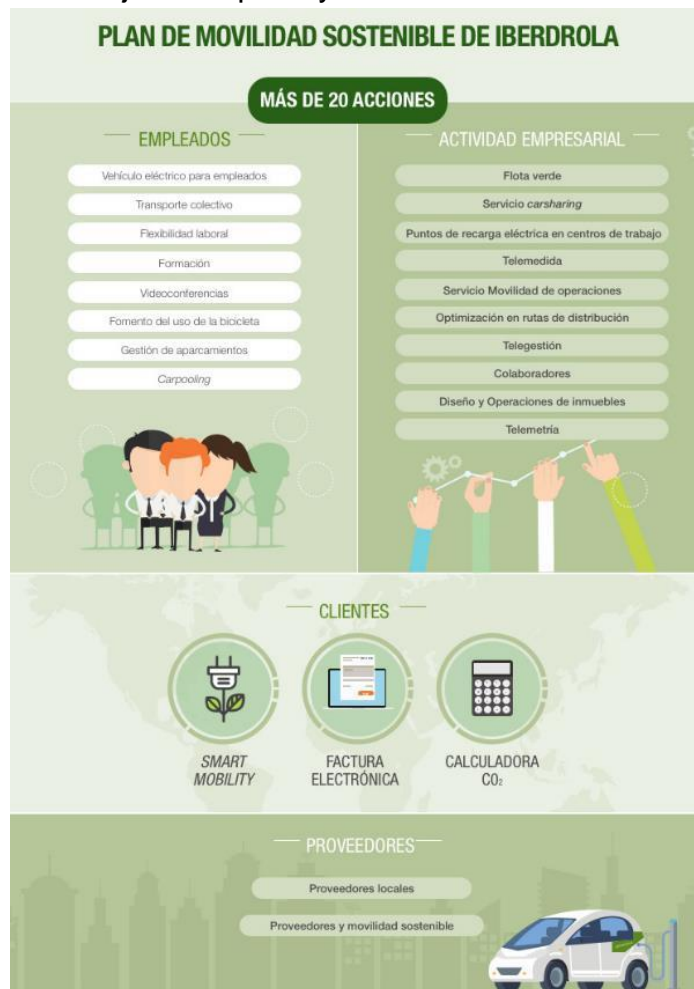 PLAN DE MOVILIDAD SOSTENIBLE DE IBERDROLA
MÁS DE 20 ACCIONES
EMPLEADOS
Vehículo eléctrico para empleados
Transporte colectivo
Flexibilidad laboral
Formación
Videoconferencias
Fomento del uso de la bicicleta
Gestión de aparcamientos
Carpooling
ACTIVIDAD EMPRESARIAL
Flota verde
Servicio carsharing
Puntos de recarga eléctrica en centros de trabajo
Telemedida
Servicio Movilidad de operaciones
Optimización en rutas de distribución
Telegestión
Colaboradores
Diseño y Operaciones de inmuebles
Telemetría
CLIENTES
SMART
MOBILITY
FACTURA
ELECTRÓNICA
CALCULADORA
CO₂
PROVEEDORES
Proveedores locales
Proveedores y movilidad sostenible